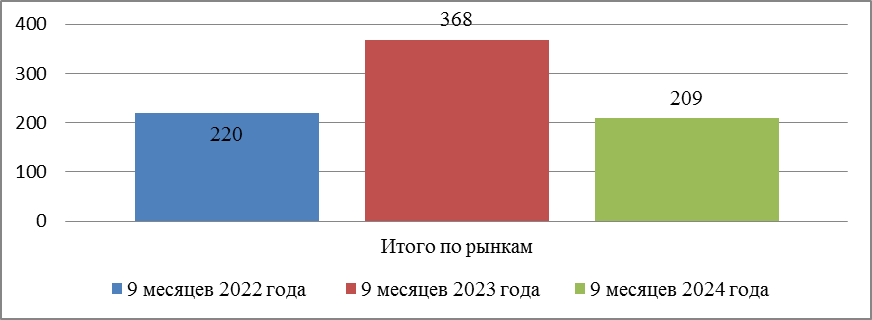 400
300
200
100
0
220
368
209
Итого по рынкам
9 месяцев 2022 года
9 месяцев 2023 года
9 месяцев 2024 года